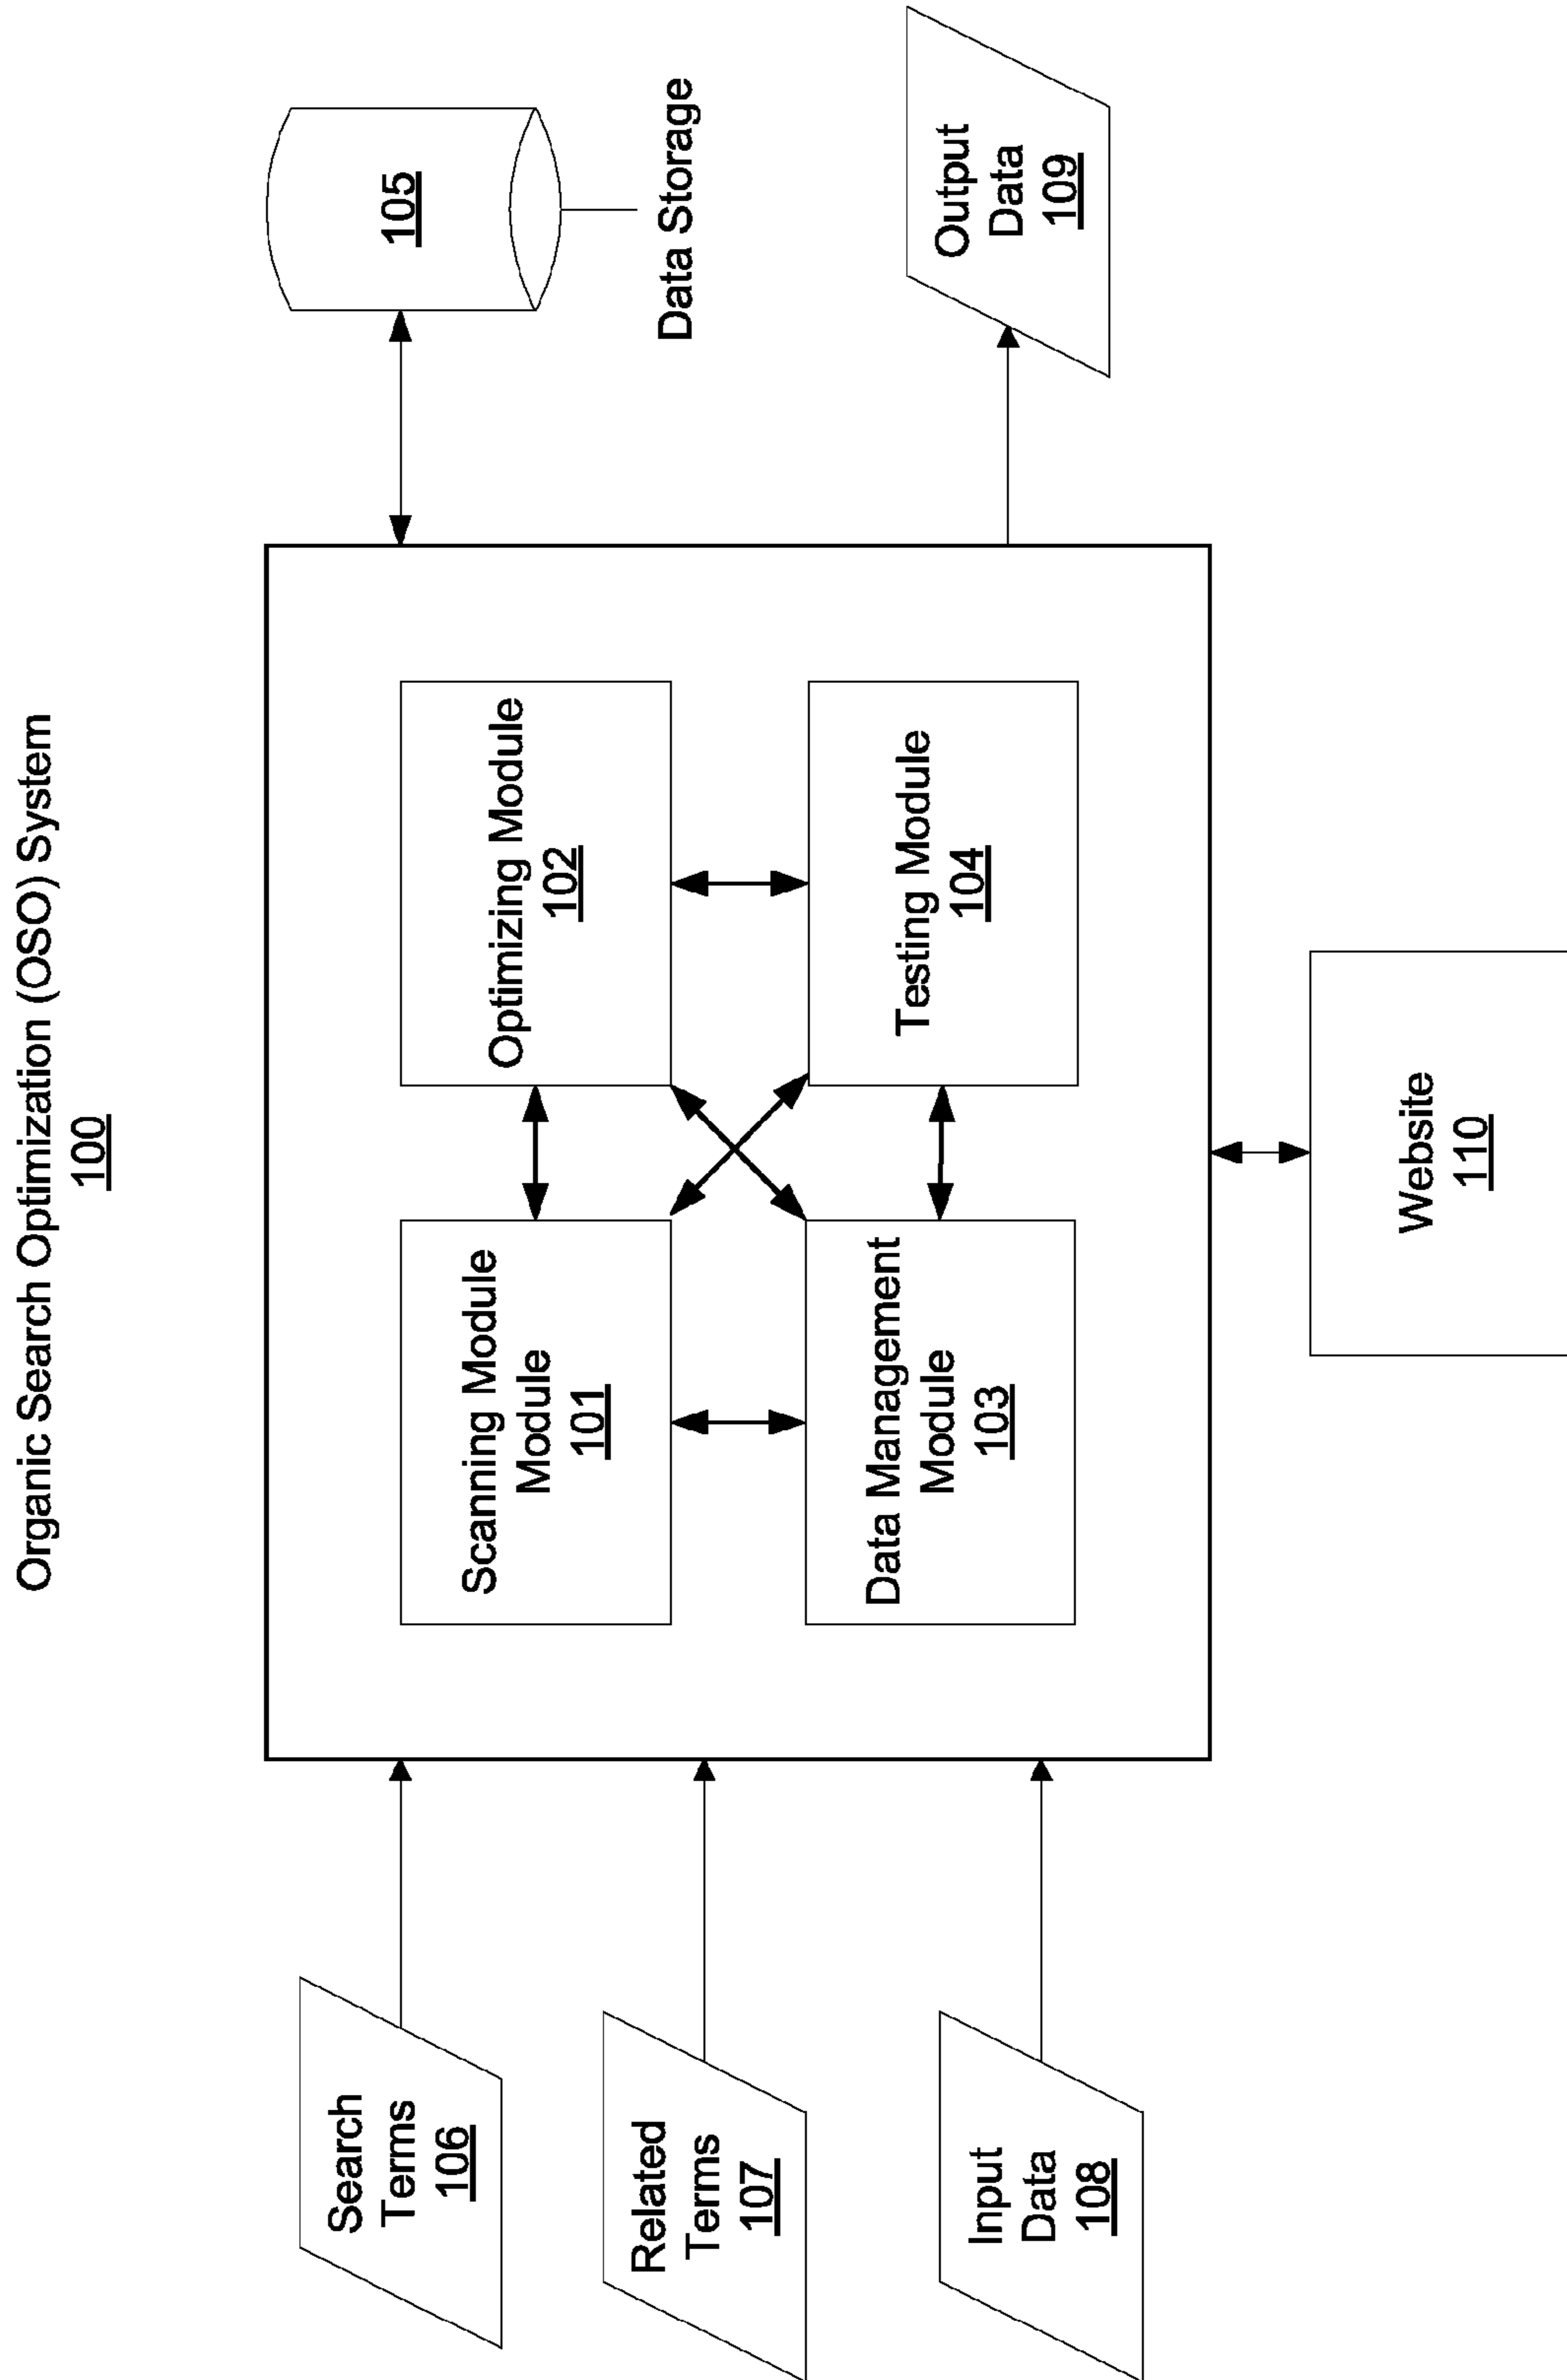 Organic Search Optimization (OSO) System
100
Search
Terms
106
Related
Terms
107
Input
Data
108
Scanning Module
Module
101
Optimizing Module
102
Data Management
Module
103
Testing Module
104
105
Data Storage
Output
Data
109
Website
110